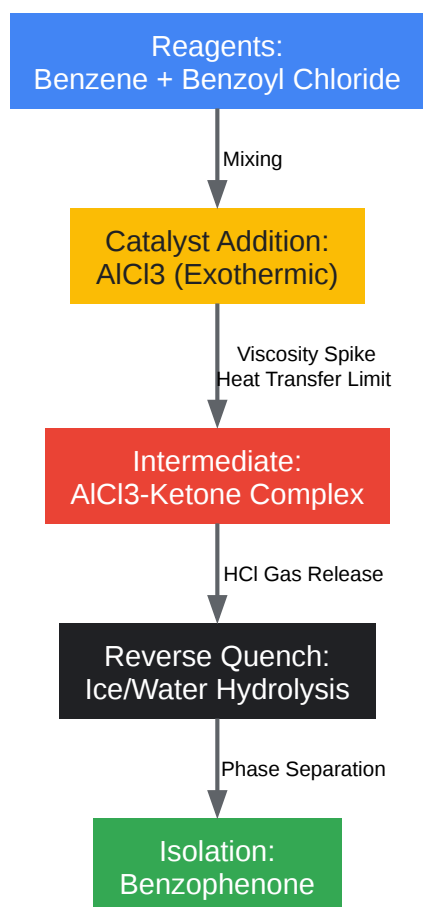 Reagents:
Benzene + Benzoyl Chloride
Mixing
Catalyst Addition:
AlCl3 (Exothermic)
Viscosity Spike
Heat Transfer Limit
Intermediate:
AlCl3-Ketone Complex
HCl Gas Release
Reverse Quench:
Ice/Water Hydrolysis
Phase Separation
Isolation:
Benzophenone